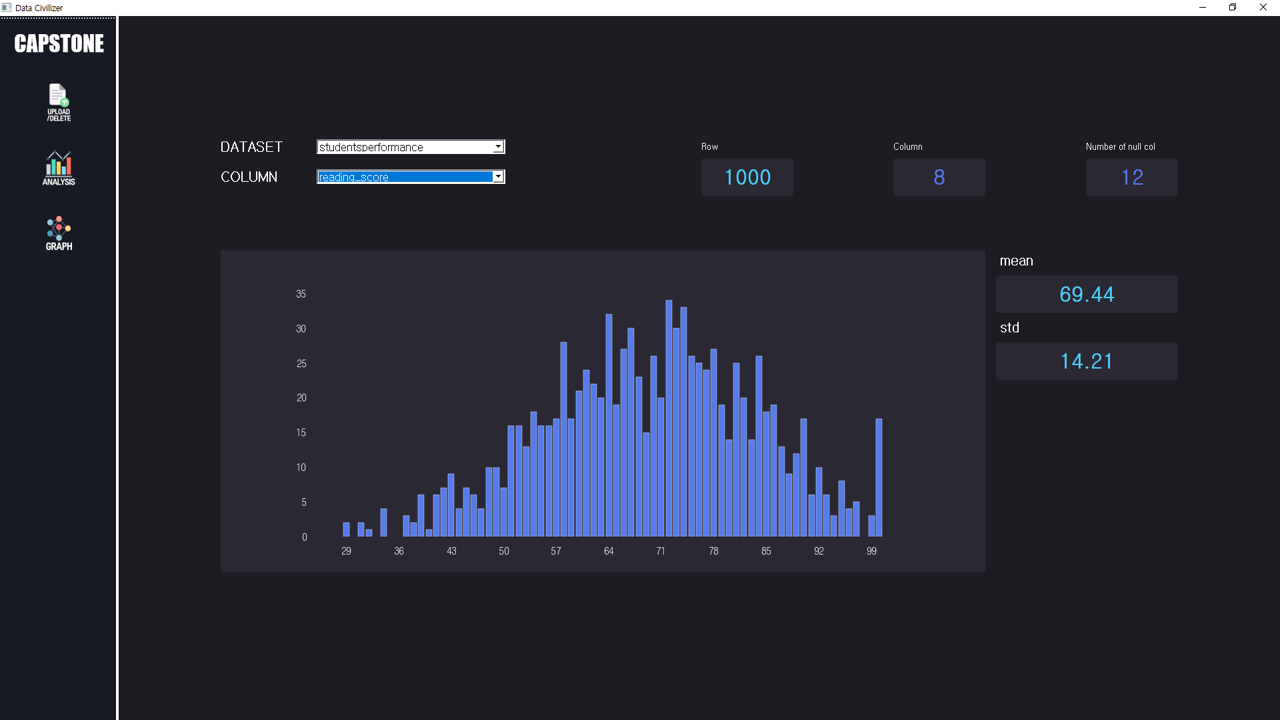 Data Civilizer
CAPSTONE
UPLOAD
/DELETE
ANALYSIS
GRAPH
DATASET
studentsperformance
COLUMN
reading_score
Row
1000
Column
8
Number of null col
12
35
30
25
20
15
10
5
0
29 36 43 50 57 64 71 78 85 92 99
mean
69.44
std
14.21